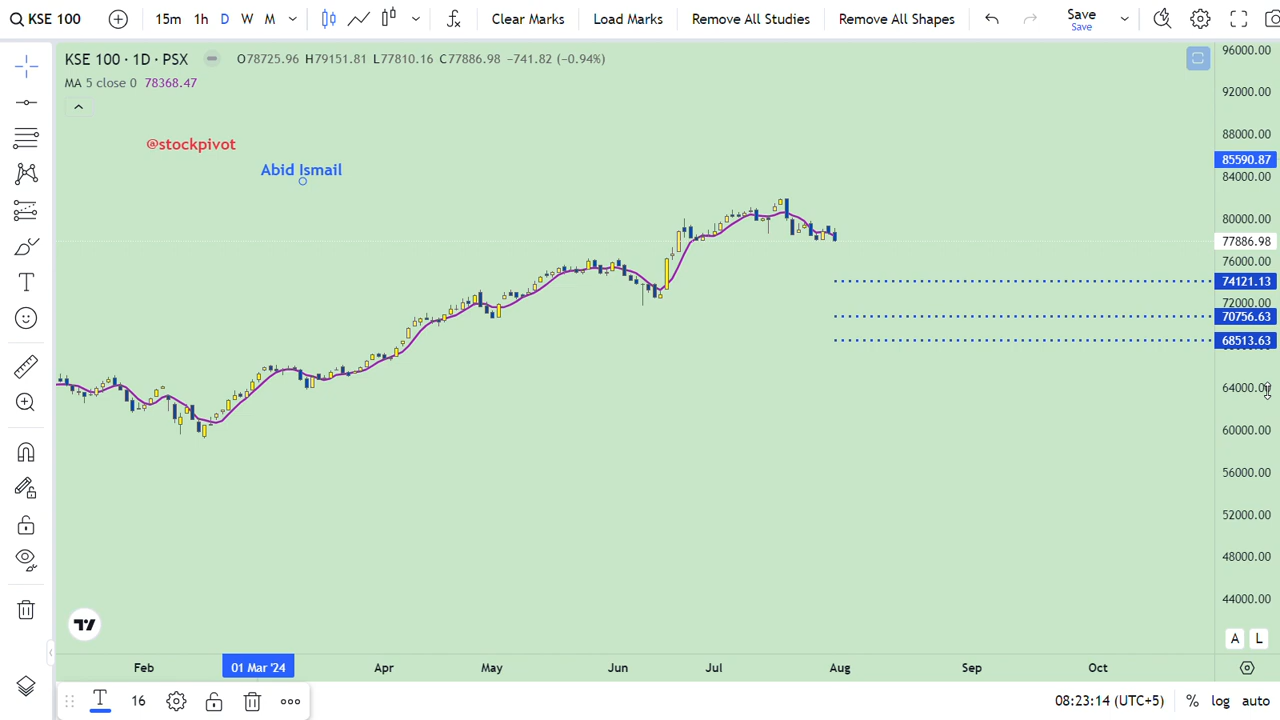 KSE 100 15m 1h D W M Clear Marks Load Marks Remove All Studies Remove All Shapes Save
Save
KSE 100 · 1D · PSX O78725.96 H79151.81 L77810.16 C77886.98 −741.82 (−0.94%)
MA 5 close 0 78368.47
@stockpivot
Abid Ismail
96000.00
92000.00
88000.00
85590.87
84000.00
80000.00
77886.98
76000.00
74121.13
72000.00
70756.63
68513.63
64000.00
60000.00
56000.00
52000.00
48000.00
44000.00
A L
Feb 01 Mar '24 Apr May Jun Jul Aug Sep Oct
T 16 08:23:14 (UTC+5) % log auto